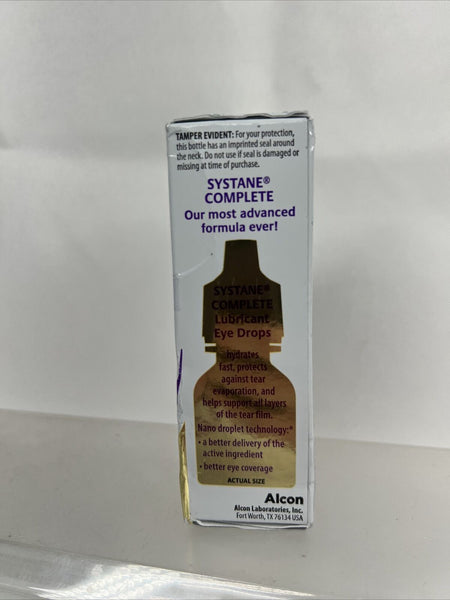 TAMPER EVIDENT: For your protection,
this bottle has an imprinted seal around
the neck. Do not use if seal is damaged or
missing at time of purchase.
SYSTANE®
COMPLETE
Our most advanced
formula ever!
SYSTANE®
COMPLETE
Lubricant
Eye Drops
hydrates
fast, protects
against tear
evaporation, and
helps support all layers
of the tear film.
Nano droplet technology:*
• a better delivery of the
active ingredient
• better eye coverage
ACTUAL SIZE
Alcon
Alcon Laboratories, Inc.
Fort Worth, TX 76134 USA